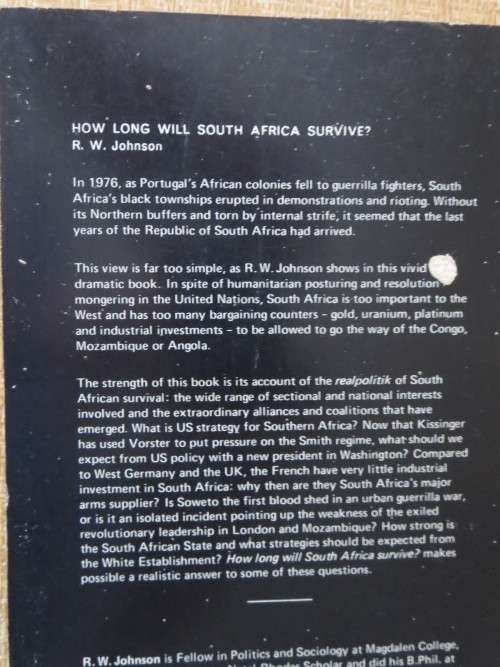 HOW LONG WILL SOUTH AFRICA SURVIVE?
R. W. Johnson
In 1976, as Portugal's African colonies fell to guerrilla fighters, South
Africa's black townships erupted in demonstrations and rioting. Without
its Northern buffers and torn by internal strife, it seemed that the last
years of the Republic of South Africa had arrived.
This view is far too simple, as R. W. Johnson shows in this vivid
dramatic book. In spite of humanitarian posturing and resolution
mongering in the United Nations, South Africa is too important to the
West and has too many bargaining counters – gold, uranium, platinum
and industrial investments – to be allowed to go the way of the Congo,
Mozambique or Angola.
The strength of this book is its account of the realpolitik of South
African survival: the wide range of sectional and national interests
involved and the extraordinary alliances and coalitions that have
emerged. What is US strategy for Southern Africa? Now that Kissinger
has used Vorster to put pressure on the Smith regime, what should we
expect from US policy with a new president in Washington? Compared
to West Germany and the UK, the French have very little industrial
investment in South Africa: why then are they South Africa's major
arms supplier? Is Soweto the first blood shed in an urban guerrilla war,
or is it an isolated incident pointing up the weakness of the exiled
revolutionary leadership in London and Mozambique? How strong is
the South African State and what strategies should be expected from
the White Establishment? How long will South Africa survive? makes
possible a realistic answer to some of these questions.
R. W. Johnson is Fellow in Politics and Sociology at Magdalen College,
Scholar and did his B.Phil. at